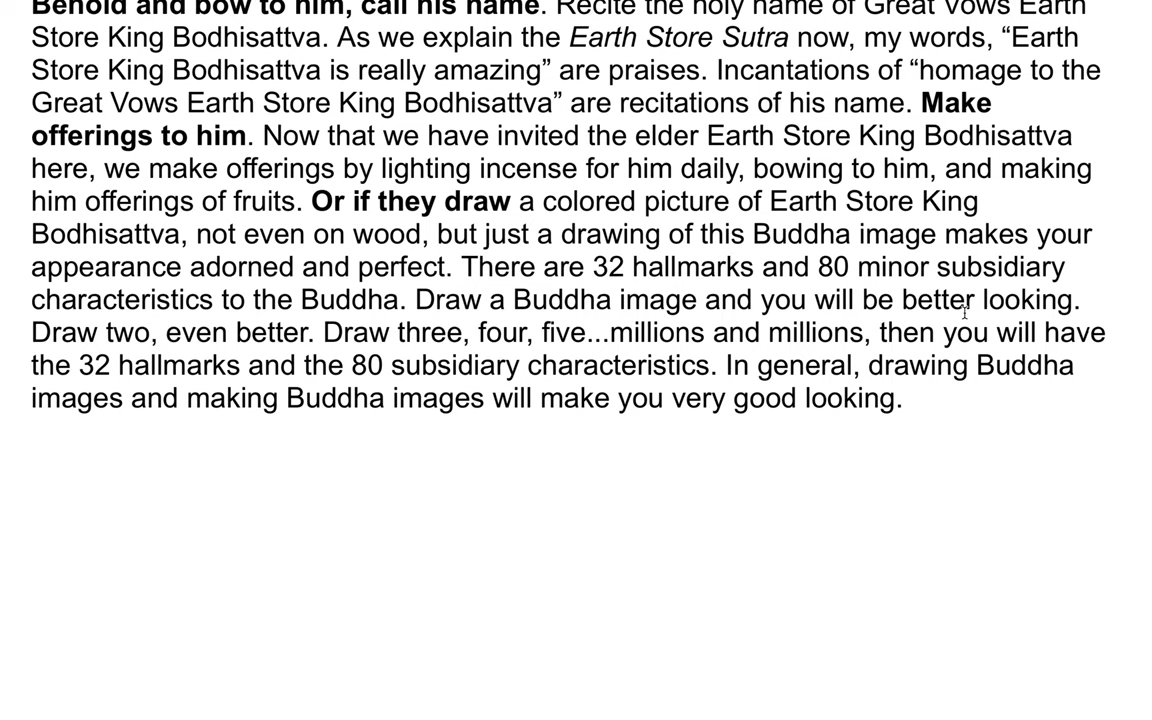 Behold and bow to him, call his name. Recite the holy name of Great Vows Earth
Store King Bodhisattva. As we explain the Earth Store Sutra now, my words, “Earth
Store King Bodhisattva is really amazing” are praises. Incantations of “homage to the
Great Vows Earth Store King Bodhisattva” are recitations of his name. Make
offerings to him. Now that we have invited the elder Earth Store King Bodhisattva
here, we make offerings by lighting incense for him daily, bowing to him, and making
him offerings of fruits. Or if they draw a colored picture of Earth Store King
Bodhisattva, not even on wood, but just a drawing of this Buddha image makes your
appearance adorned and perfect. There are 32 hallmarks and 80 minor subsidiary
characteristics to the Buddha. Draw a Buddha image and you will be better looking.
Draw two, even better. Draw three, four, five...millions and millions, then you will have
the 32 hallmarks and the 80 subsidiary characteristics. In general, drawing Buddha
images and making Buddha images will make you very good looking.